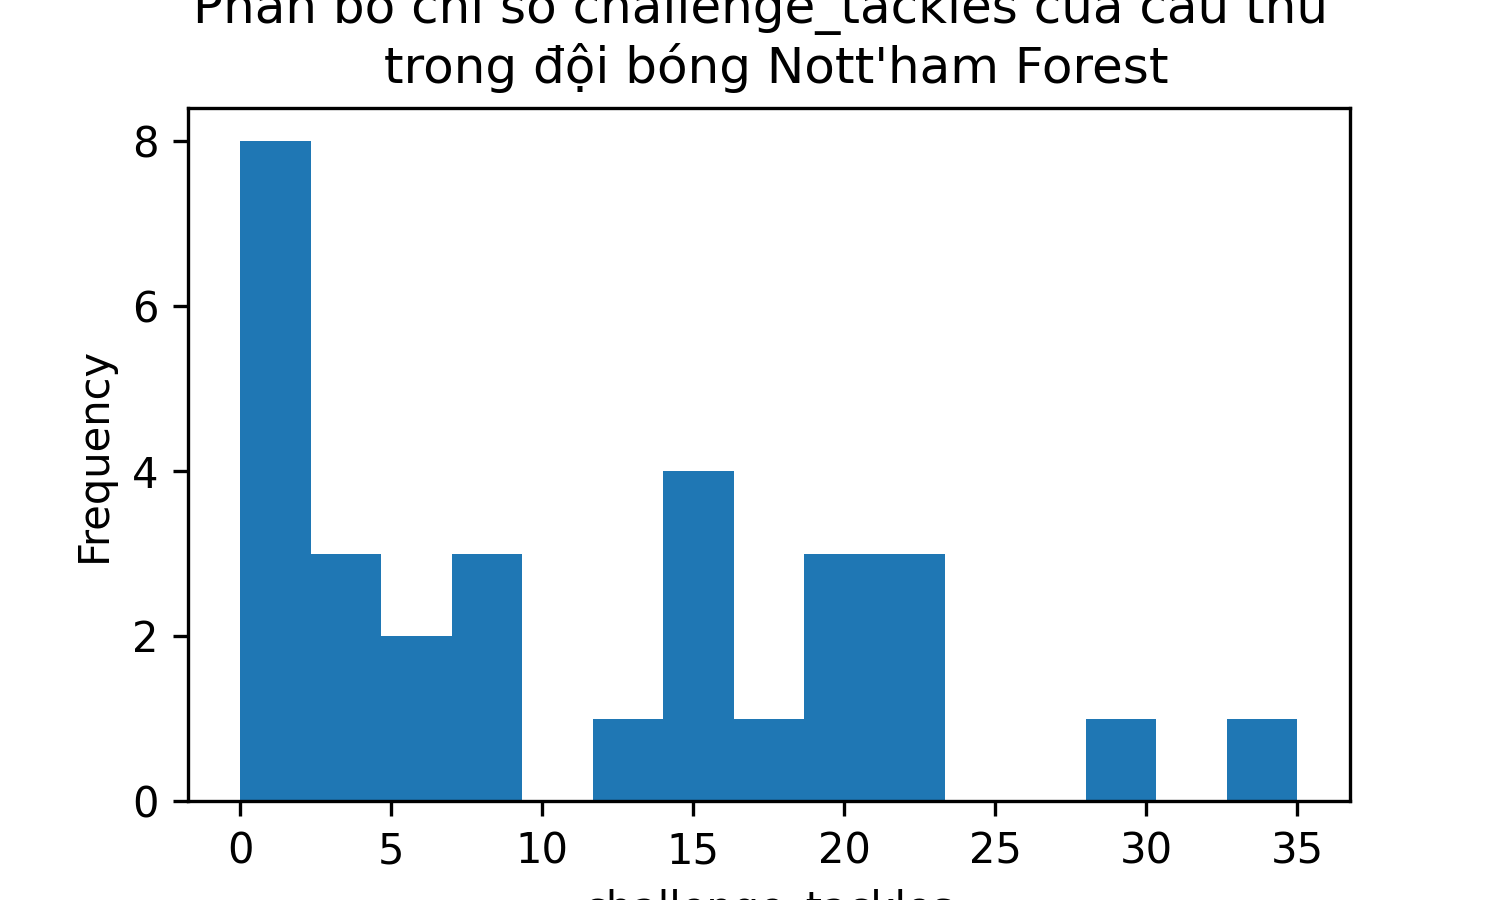 Phân bố chỉ số challenge_tackles của cầu thủ
trong đội bóng Nott'ham Forest
8
6
4
2
0
Frequency
0 5 10 15 20 25 30 35
challenge_tackles